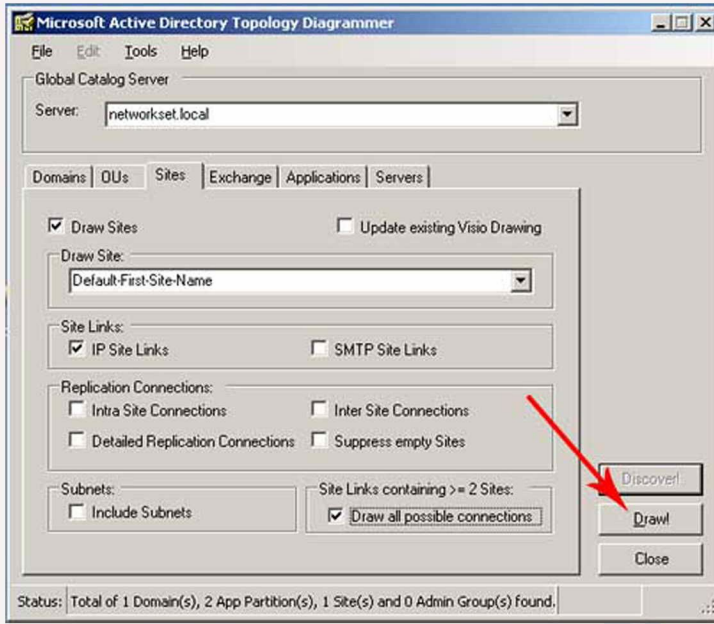 Microsoft Active Directory Topology Diagrammer
File Edit Tools Help
Global Catalog Server
Server: networkset.local
Domains OUs Sites Exchange Applications Servers
Draw Sites Update existing Visio Drawing
Draw Site:
Default-First-Site-Name
Site Links:
IP Site Links SMTP Site Links
Replication Connections:
Intra Site Connections Inter Site Connections
Detailed Replication Connections Suppress empty Sites
Subnets:
Include Subnets
Site Links containing >= 2 Sites:
Draw all possible connections
Discover!
Draw!
Close
Status: Total of 1 Domain(s), 2 App Partition(s), 1 Site(s) and 0 Admin Group(s) found.